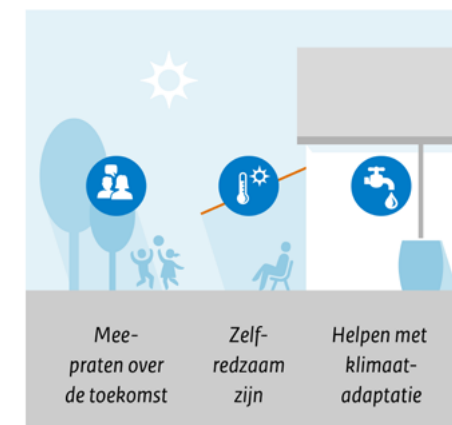 Mee-
praten over
de toekomst
Zelf-
redzaam
zijn
Helpen met
klimaat-
adaptatie